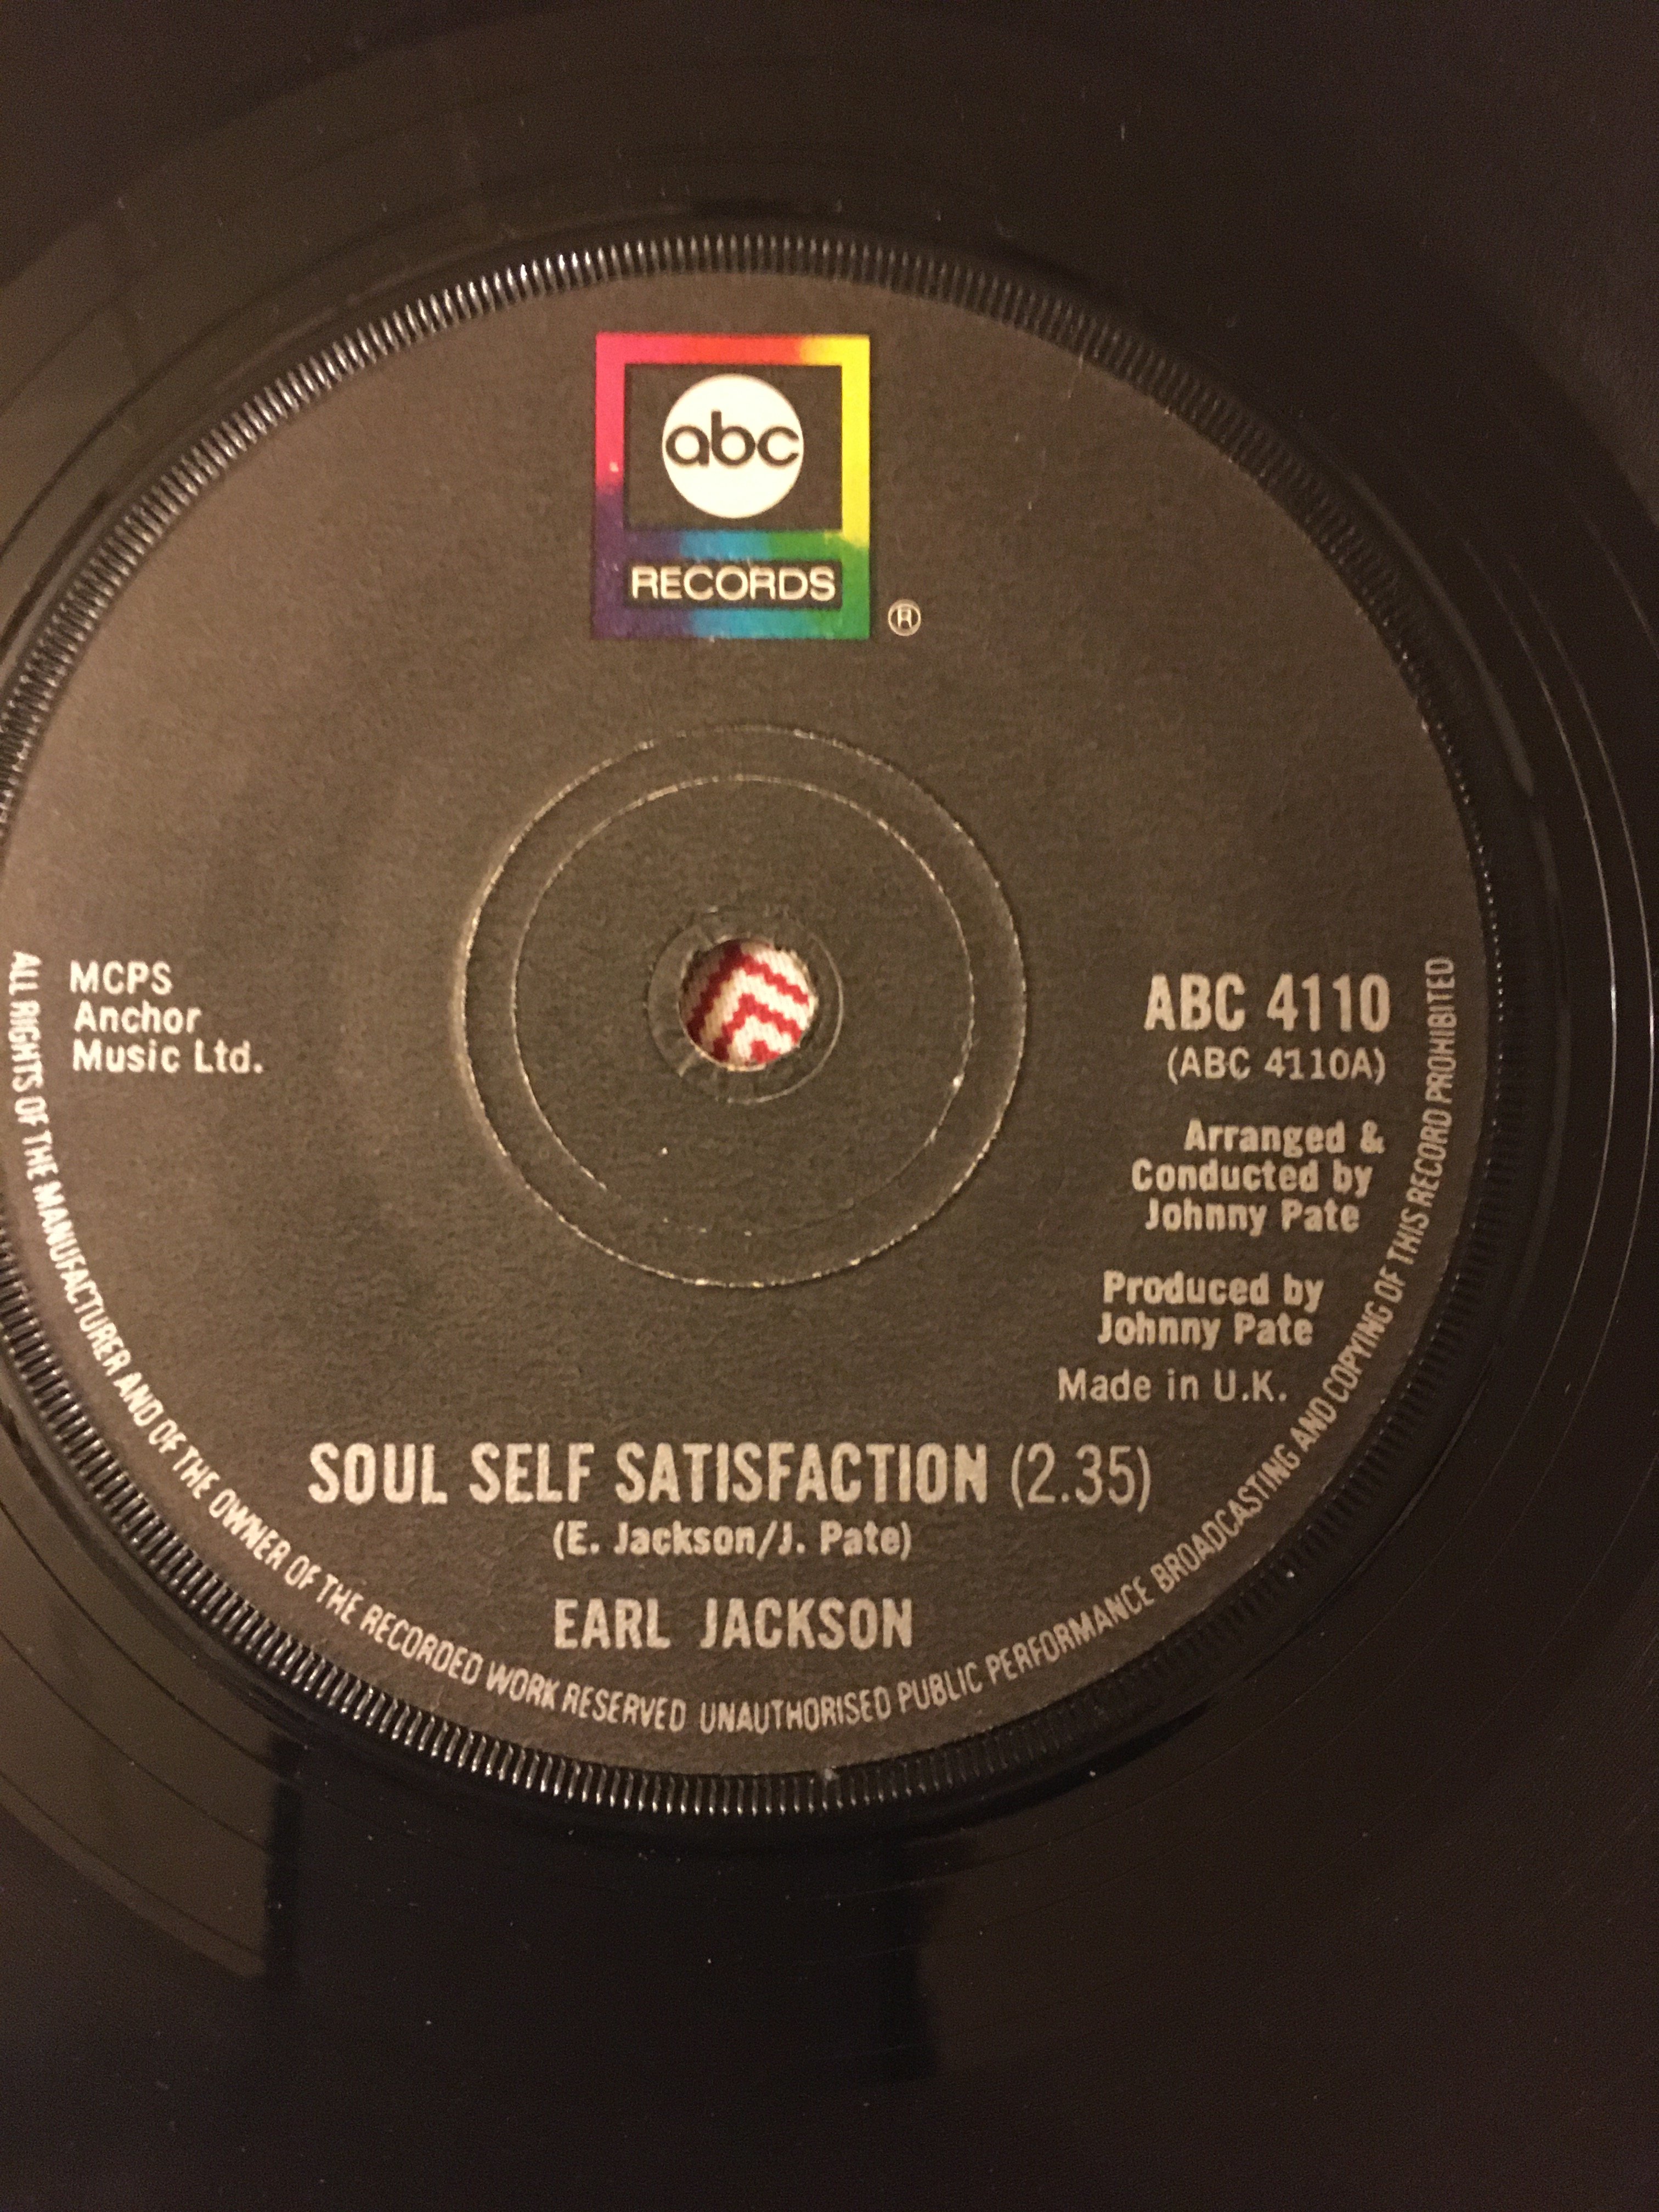 abc
RECORDS
®
MCPS
Anchor
Music Ltd.
ABC 4110
(ABC 4110A)
Arranged &
Conducted by
Johnny Pate
Produced by
Johnny Pate
Made in U.K.
SOUL SELF SATISFACTION (2.35)
(E. Jackson/J. Pate)
EARL JACKSON
ALL RIGHTS OF THE MANUFACTURER AND OF THE OWNER OF THE RECORDED WORK RESERVED UNAUTHORISED PUBLIC PERFORMANCE BROADCASTING AND COPYING OF THIS RECORD PROHIBITED